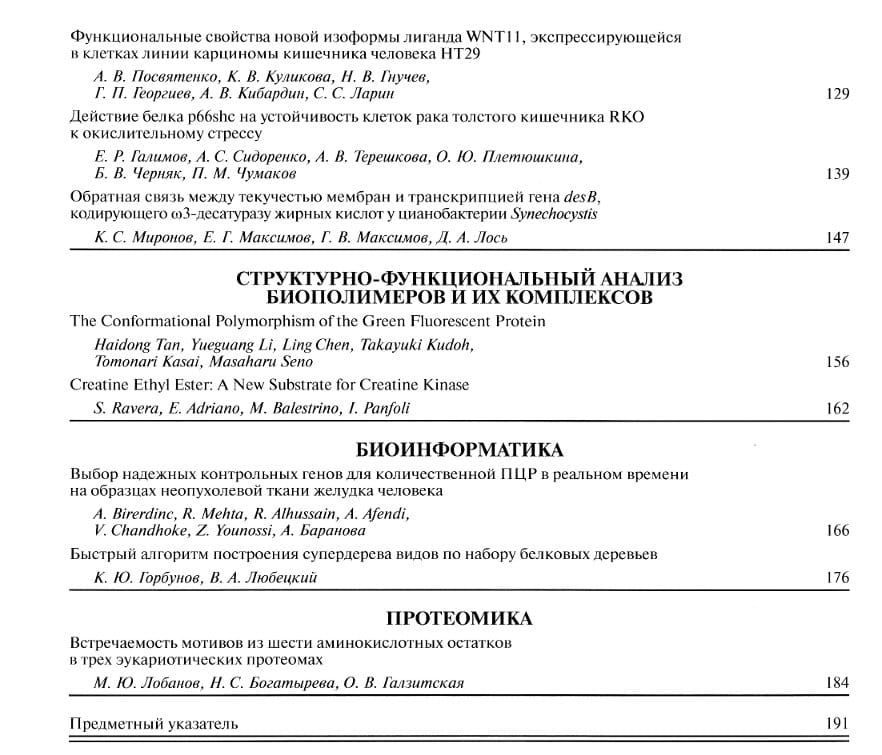 Функциональные свойства новой изоформы лиганда WNT11, экспрессирующейся
в клетках линии карциномы кишечника человека HT29
А. В. Посвятенко, К. В. Куликова, Н. В. Гнучев,
Г. П. Георгиев, А. В. Кибардин, С. С. Ларин 129
Действие белка p66shc на устойчивость клеток рака толстого кишечника RKO
к окислительному стрессу
Е. Р. Галимов, А. С. Сидоренко, А. В. Терешкова, О. Ю. Плетюшкина,
Б. В. Черняк, П. М. Чумаков 139
Обратная связь между текучестью мембран и транскрипцией гена desB,
кодирующего ω3-десатуразу жирных кислот у цианобактерии Synechocystis
К. С. Миронов, Е. Г. Максимов, Г. В. Максимов, Д. А. Лось 147
СТРУКТУРНО-ФУНКЦИОНАЛЬНЫЙ АНАЛИЗ
БИОПОЛИМЕРОВ И ИХ КОМПЛЕКСОВ
The Conformational Polymorphism of the Green Fluorescent Protein
Haidong Tan, Yueguang Li, Ling Chen, Takayuki Kudoh,
Tomonari Kasai, Masaharu Seno 156
Creatine Ethyl Ester: A New Substrate for Creatine Kinase
S. Ravera, E. Adriano, M. Balestrino, I. Panfoli 162
БИОИНФОРМАТИКА
Выбор надежных контрольных генов для количественной ПЦР в реальном времени
на образцах неопухолевой ткани желудка человека
A. Birerdinc, R. Mehta, R. Alhussain, A. Afendi,
V. Chandhoke, Z. Younossi, А. Баранова 166
Быстрый алгоритм построения супердерева видов по набору белковых деревьев
К. Ю. Горбунов, В. А. Любецкий 176
ПРОТЕОМИКА
Встречаемость мотивов из шести аминокислотных остатков
в трех эукариотических протеомах
М. Ю. Лобанов, Н. С. Богатырева, О. В. Галзитская 184
Предметный указатель 191